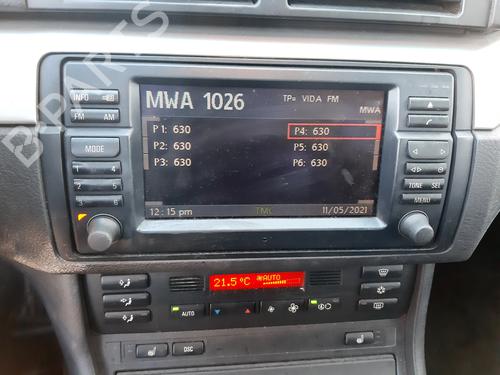 MWA 1026 TP= VIDA FM
MWA
P 1: 630 P4: 630
P2: 630 P5: 630
P3: 630 P6: 630
12:15 pm TMC 11/05/2021
INFO
FM AM
MODE
1 4
2 5
3 6
TONE SEL
MENU
21.5°C AUTO
AUTO
DSC
B-PARTS